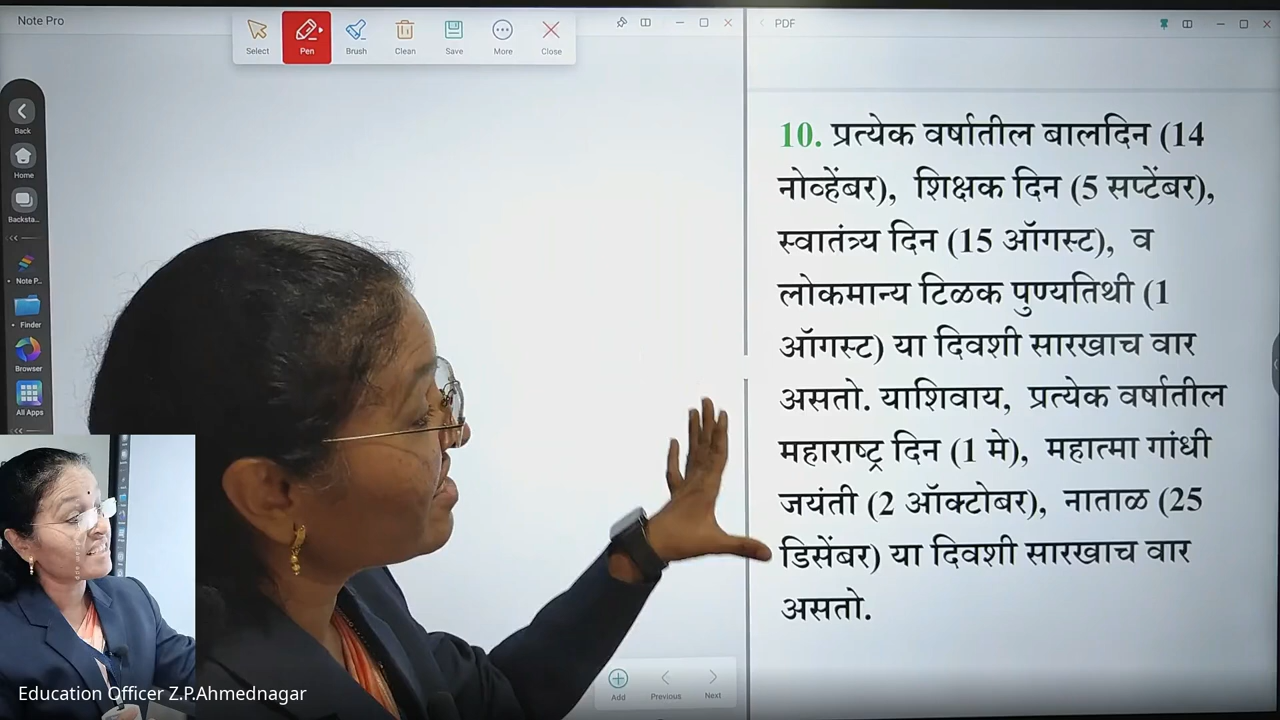 Note Pro
Select
Pen
Brush
Clean
Save
More
Close
PDF
Back
Home
Backsta...
Note P...
Finder
Browser
All Apps
10. प्रत्येक वर्षातील बालदिन (14
नोव्हेंबर), शिक्षक दिन (5 सप्टेंबर),
स्वातंत्र्य दिन (15 ऑगस्ट), व
लोकमान्य टिळक पुण्यतिथी (1
ऑगस्ट) या दिवशी सारखाच वार
असतो. याशिवाय, प्रत्येक वर्षातील
महाराष्ट्र दिन (1 मे), महात्मा गांधी
जयंती (2 ऑक्टोबर), नाताळ (25
डिसेंबर) या दिवशी सारखाच वार
असतो.
Add
Previous
Next
Education Officer Z.P.Ahmednagar